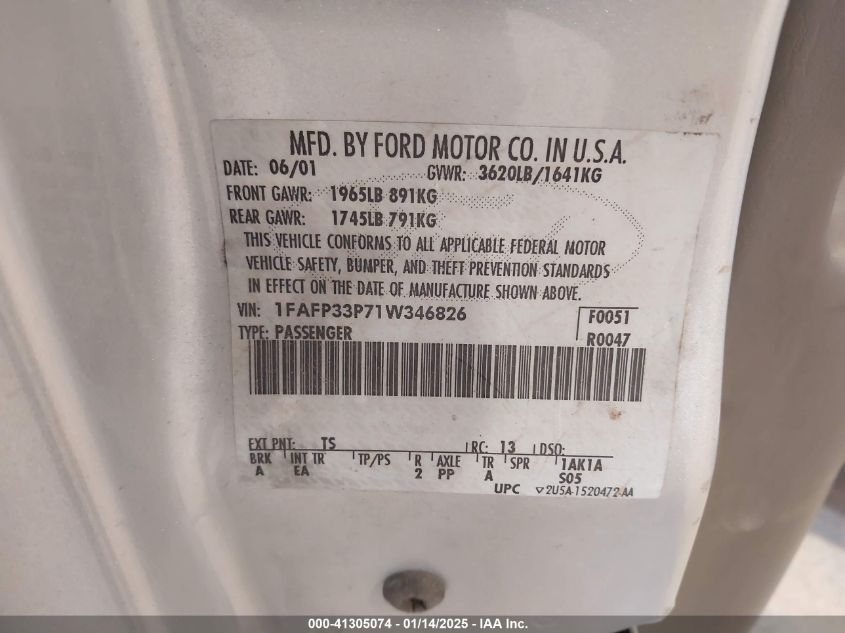 MFD. BY FORD MOTOR CO. IN U.S.A.
DATE: 06/01 GVWR: 3620LB/1641KG
FRONT GAWR: 1965LB 891KG
REAR GAWR: 1745LB 791KG
THIS VEHICLE CONFORMS TO ALL APPLICABLE FEDERAL MOTOR
VEHICLE SAFETY, BUMPER, AND THEFT PREVENTION STANDARDS
IN EFFECT ON THE DATE OF MANUFACTURE SHOWN ABOVE.
VIN: 1FAFP33P71W346826 F0051
TYPE: PASSENGER R0047
EXT PNT: TS RC: 13 DSO:
BRK INT TR TP/PS R AXLE TR SPR 1AK1A
A EA 2 PP A S05
UPC ▽2U5A-1520472-AA
000-41305074 - 01/14/2025 - IAA Inc.